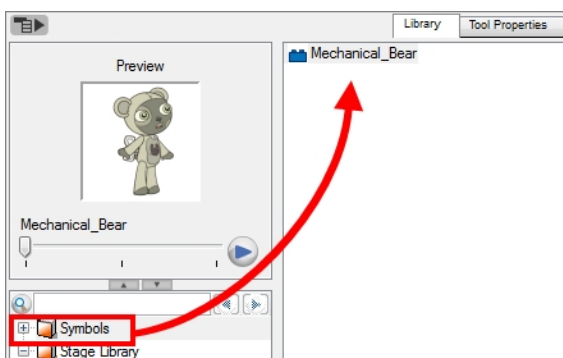 Library
Tool Properties
Preview
Mechanical_Bear
Mechanical_Bear
Symbols
Stage Library